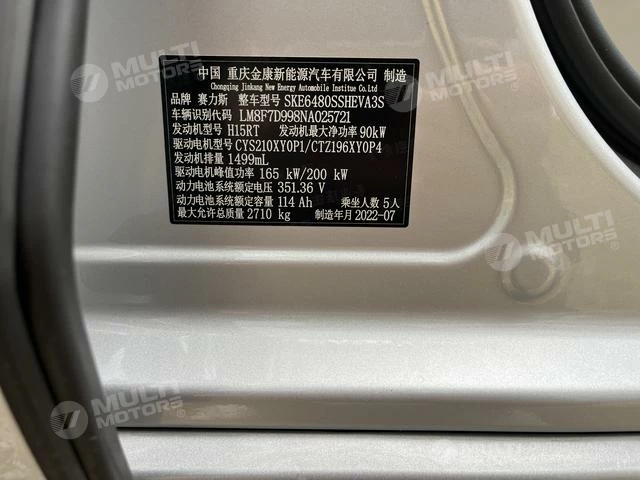 中国 重庆金康新能源汽车有限公司 制造
Chongqing Jinkang New Energy Automobile Institue Co.Ltd
品牌 赛力斯 整车型号 SKE6480SSHEVA3S
车辆识别代码 LM8F7D998NA025721
发动机型号 H15RT 发动机最大净功率 90kW
驱动电机型号 CYS210XY0P1/CTZ196XY0P4
发动机排量 1499mL
驱动电机峰值功率 165 kW/200 kW
动力电池系统额定电压 351.36 V
动力电池系统额定容量 114 Ah 乘坐人数 5人
最大允许总质量 2710 kg 制造年月 2022-07
MULTI
MOTORS
MULTI
MOTORS
MULTI
MOTORS
MULTI
MOTORS